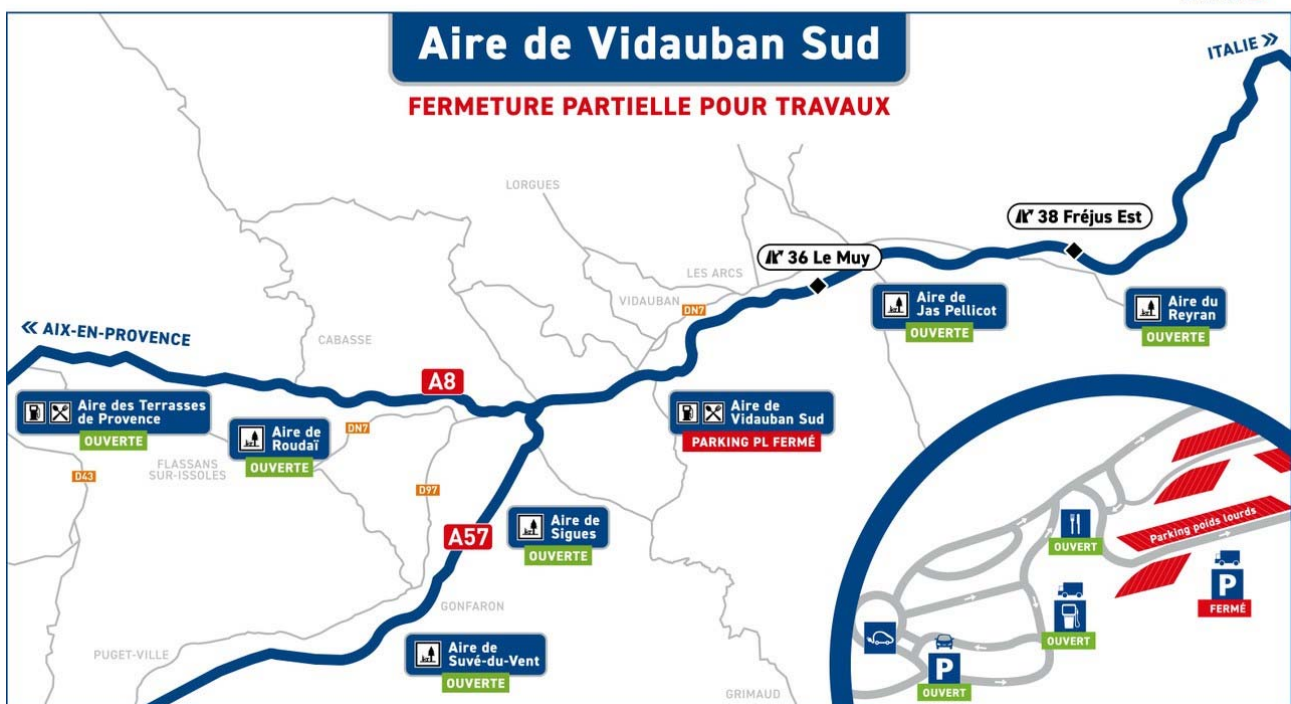 Aire de Vidauban Sud
FERMETURE PARTIELLE POUR TRAVAUX
ITALIE >>
LORGUES
38 Fréjus Est
36 Le Muy
LES ARCS
VIDAUBAN
DN7
Aire de
Jas Pellicot
OUVERTE
Aire du
Reyran
OUVERTE
<< AIX-EN-PROVENCE
CABASSE
A8
Aire des Terrasses
de Provence
OUVERTE
Aire de
Roudaï
OUVERTE
DN7
Aire de
Vidauban Sud
PARKING PL FERMÉ
FLASSANS
SUR-ISSOLES
D43
D97
A57
Aire de
Sigues
OUVERTE
GONFARON
PUGET-VILLE
Aire de
Suvé-du-Vent
OUVERTE
GRIMAUD
Parking poids lourds
OUVERT
P
FERMÉ
OUVERT
P
OUVERT